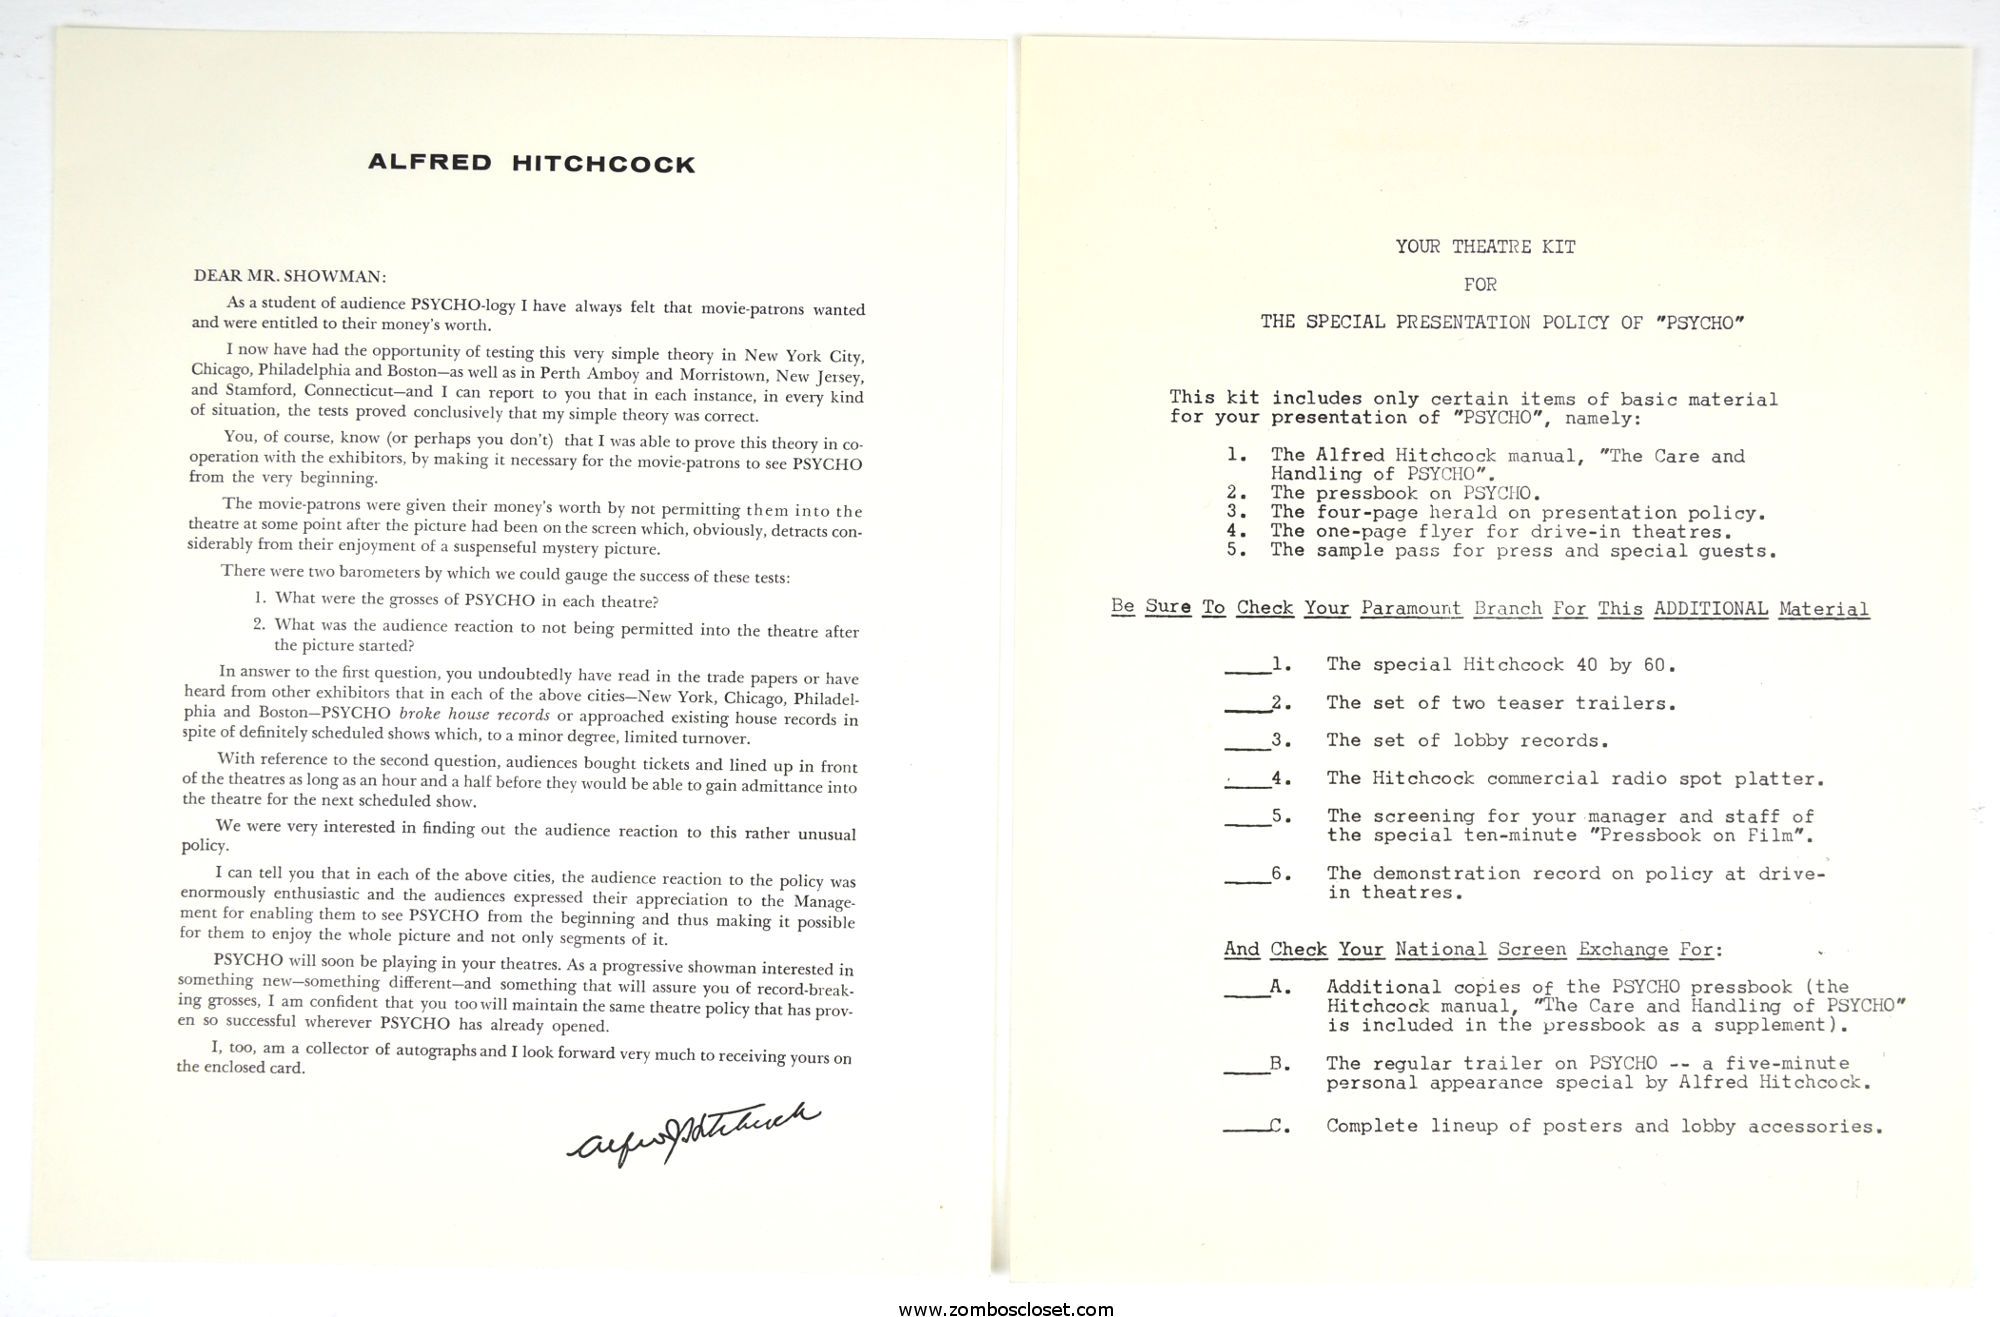 ALFRED HITCHCOCK
DEAR MR. SHOWMAN:
As a student of audience PSYCHO-logy I have always felt that movie-patrons wanted
and were entitled to their money's worth.
I now have had the opportunity of testing this very simple theory in New York City,
Chicago, Philadelphia and Boston—as well as in Perth Amboy and Morristown, New Jersey,
and Stamford, Connecticut—and I can report to you that in each instance, in every kind
of situation, the tests proved conclusively that my simple theory was correct.
You, of course, know (or perhaps you don't) that I was able to prove this theory in co-
operation with the exhibitors, by making it necessary for the movie-patrons to see PSYCHO
from the very beginning.
The movie-patrons were given their money's worth by not permitting them into the
theatre at some point after the picture had been on the screen which, obviously, detracts con-
siderably from their enjoyment of a suspenseful mystery picture.
There were two barometers by which we could gauge the success of these tests:
1. What were the grosses of PSYCHO in each theatre?
2. What was the audience reaction to not being permitted into the theatre after
the picture started?
In answer to the first question, you undoubtedly have read in the trade papers or have
heard from other exhibitors that in each of the above cities—New York, Chicago, Philadel-
phia and Boston—PSYCHO broke house records or approached existing house records in
spite of definitely scheduled shows which, to a minor degree, limited turnover.
With reference to the second question, audiences bought tickets and lined up in front
of the theatres as long as an hour and a half before they would be able to gain admittance into
the theatre for the next scheduled show.
We were very interested in finding out the audience reaction to this rather unusual
policy.
I can tell you that in each of the above cities, the audience reaction to the policy was
enormously enthusiastic and the audiences expressed their appreciation to the Manage-
ment for enabling them to see PSYCHO from the beginning and thus making it possible
for them to enjoy the whole picture and not only segments of it.
PSYCHO will soon be playing in your theatres. As a progressive showman interested in
something new—something different—and something that will assure you of record-break-
ing grosses, I am confident that you too will maintain the same theatre policy that has prov-
en so successful wherever PSYCHO has already opened.
I, too, am a collector of autographs and I look forward very much to receiving yours on
the enclosed card.
Alfred J Hitchcock
YOUR THEATRE KIT
FOR
THE SPECIAL PRESENTATION POLICY OF "PSYCHO"
This kit includes only certain items of basic material
for your presentation of "PSYCHO", namely:
1. The Alfred Hitchcock manual, "The Care and
Handling of PSYCHO".
2. The pressbook on PSYCHO.
3. The four-page herald on presentation policy.
4. The one-page flyer for drive-in theatres.
5. The sample pass for press and special guests.
Be Sure To Check Your Paramount Branch For This ADDITIONAL Material
____1. The special Hitchcock 40 by 60.
____2. The set of two teaser trailers.
____3. The set of lobby records.
____4. The Hitchcock commercial radio spot platter.
____5. The screening for your manager and staff of
the special ten-minute "Pressbook on Film".
____6. The demonstration record on policy at drive-
in theatres.
And Check Your National Screen Exchange For:
____A. Additional copies of the PSYCHO pressbook (the
Hitchcock manual, "The Care and Handling of PSYCHO"
is included in the pressbook as a supplement).
____B. The regular trailer on PSYCHO -- a five-minute
personal appearance special by Alfred Hitchcock.
____C. Complete lineup of posters and lobby accessories.
www.zomboscloset.com